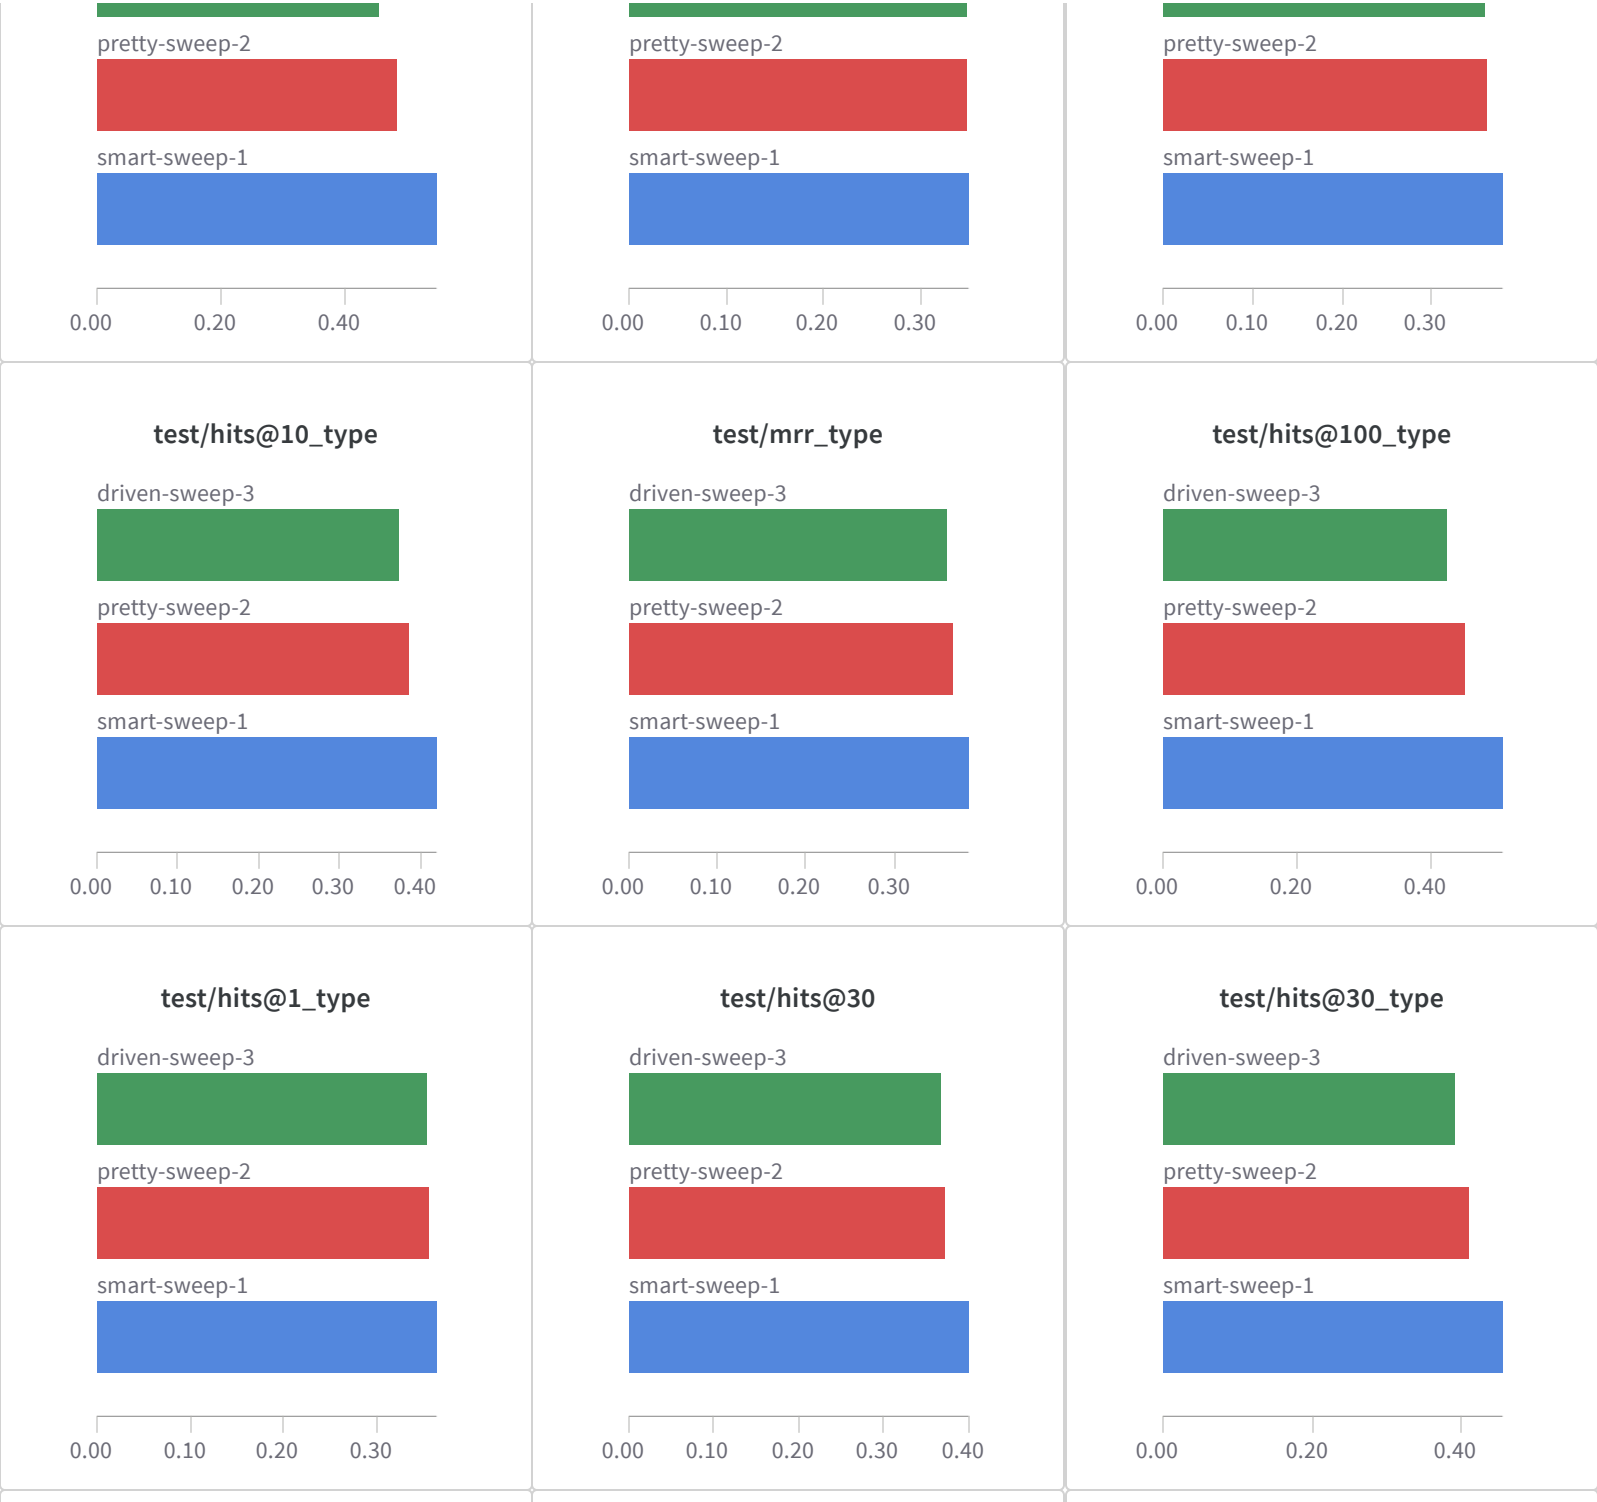 pretty-sweep-2 pretty-sweep-2 pretty-sweep-2
smart-sweep-1 smart-sweep-1 smart-sweep-1
0.00 0.20 0.40 0.00 0.10 0.20 0.30 0.00 0.10 0.20 0.30
test/hits@10_type test/mrr_type test/hits@100_type
driven-sweep-3 driven-sweep-3 driven-sweep-3
pretty-sweep-2 pretty-sweep-2 pretty-sweep-2
smart-sweep-1 smart-sweep-1 smart-sweep-1
0.00 0.10 0.20 0.30 0.40 0.00 0.10 0.20 0.30 0.00 0.20 0.40
test/hits@1_type test/hits@30 test/hits@30_type
driven-sweep-3 driven-sweep-3 driven-sweep-3
pretty-sweep-2 pretty-sweep-2 pretty-sweep-2
smart-sweep-1 smart-sweep-1 smart-sweep-1
0.00 0.10 0.20 0.30 0.00 0.10 0.20 0.30 0.40 0.00 0.20 0.40